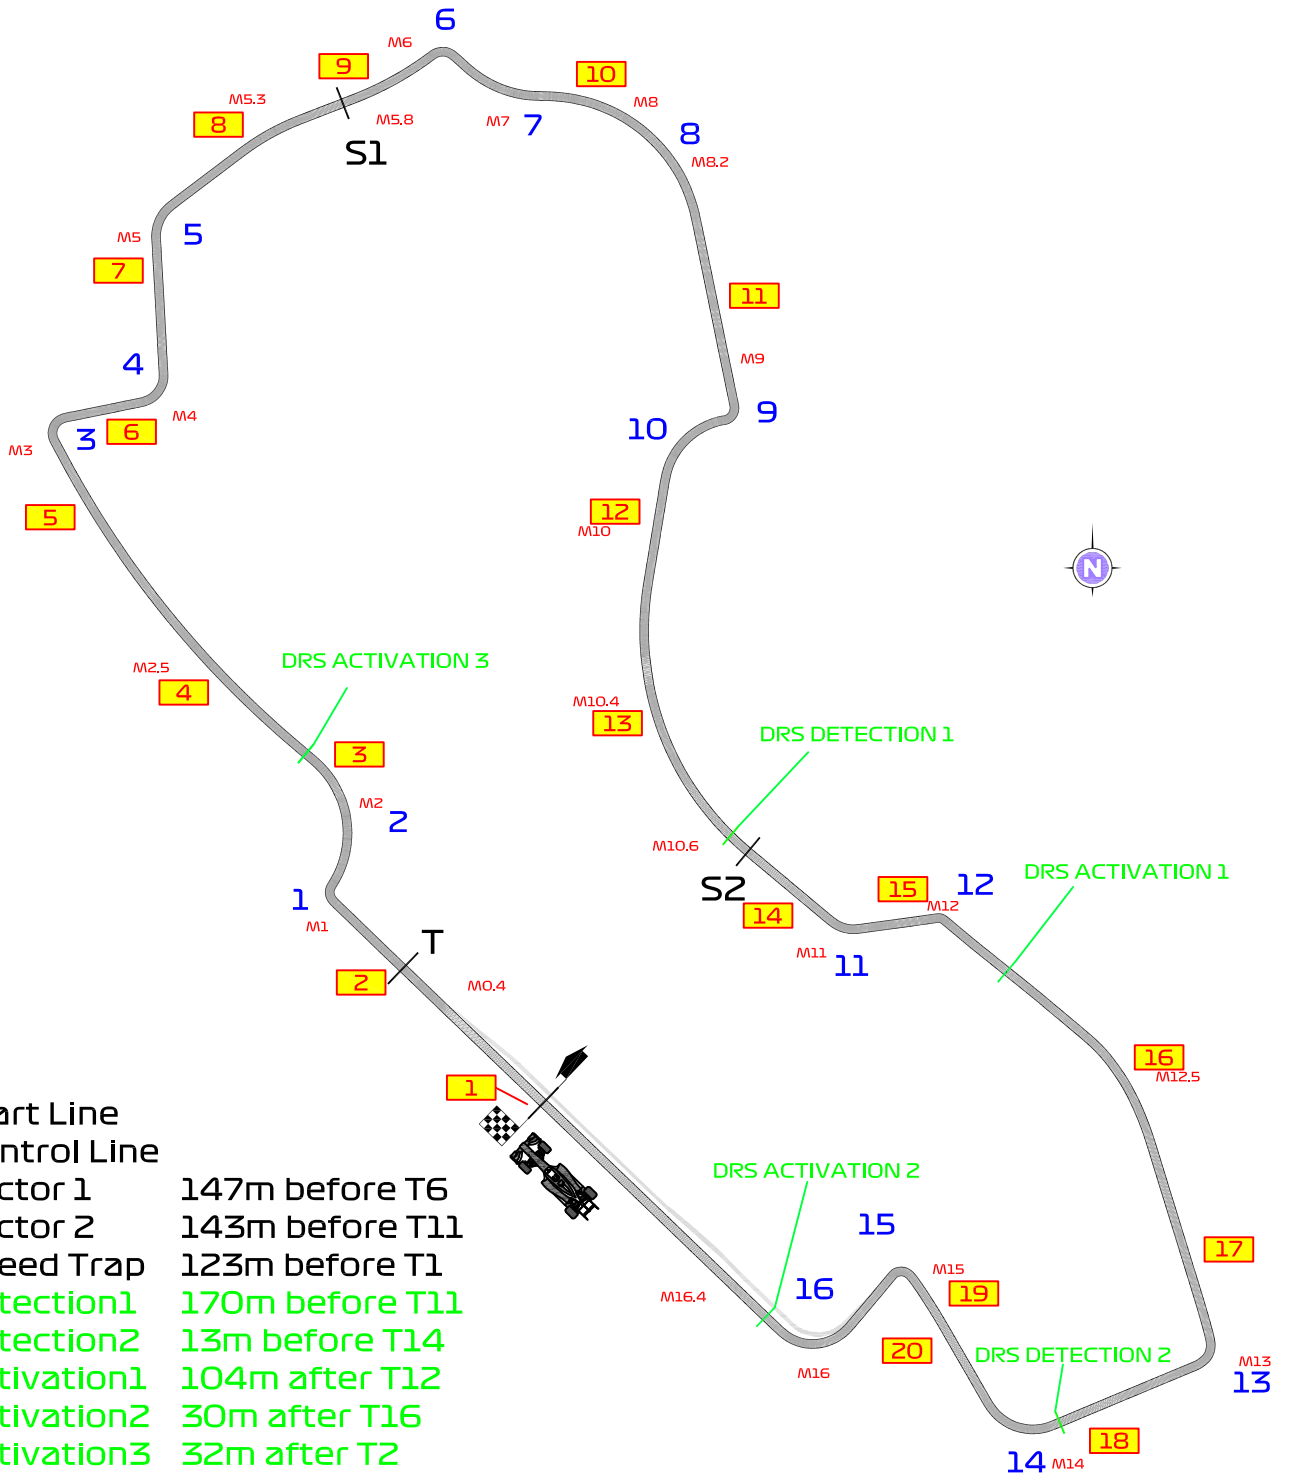 6
M6
9
10
M5.3
M8
8
M5.8
M7
7
8
S1
M8.2
5
M5
7
11
M9
4
M4
9
10
3
6
M3
12
5
M10
N
DRS ACTIVATION 3
M2.5
4
M10.4
13
DRS DETECTION 1
3
M2
2
M10.6
DRS ACTIVATION 1
S2
15
12
1
M12
14
M1
T
M11
11
2
M0.4
16
M12.5
1
art Line
ntrol Line
ctor 1 147m before T6
ctor 2 143m before T11
eed Trap 123m before T1
tection1 170m before T11
tection2 13m before T14
tivation1 104m after T12
tivation2 30m after T16
tivation3 32m after T2
DRS ACTIVATION 2
15
17
M15
16
19
M16.4
20
DRS DETECTION 2
M13
M16
13
18
14
M14